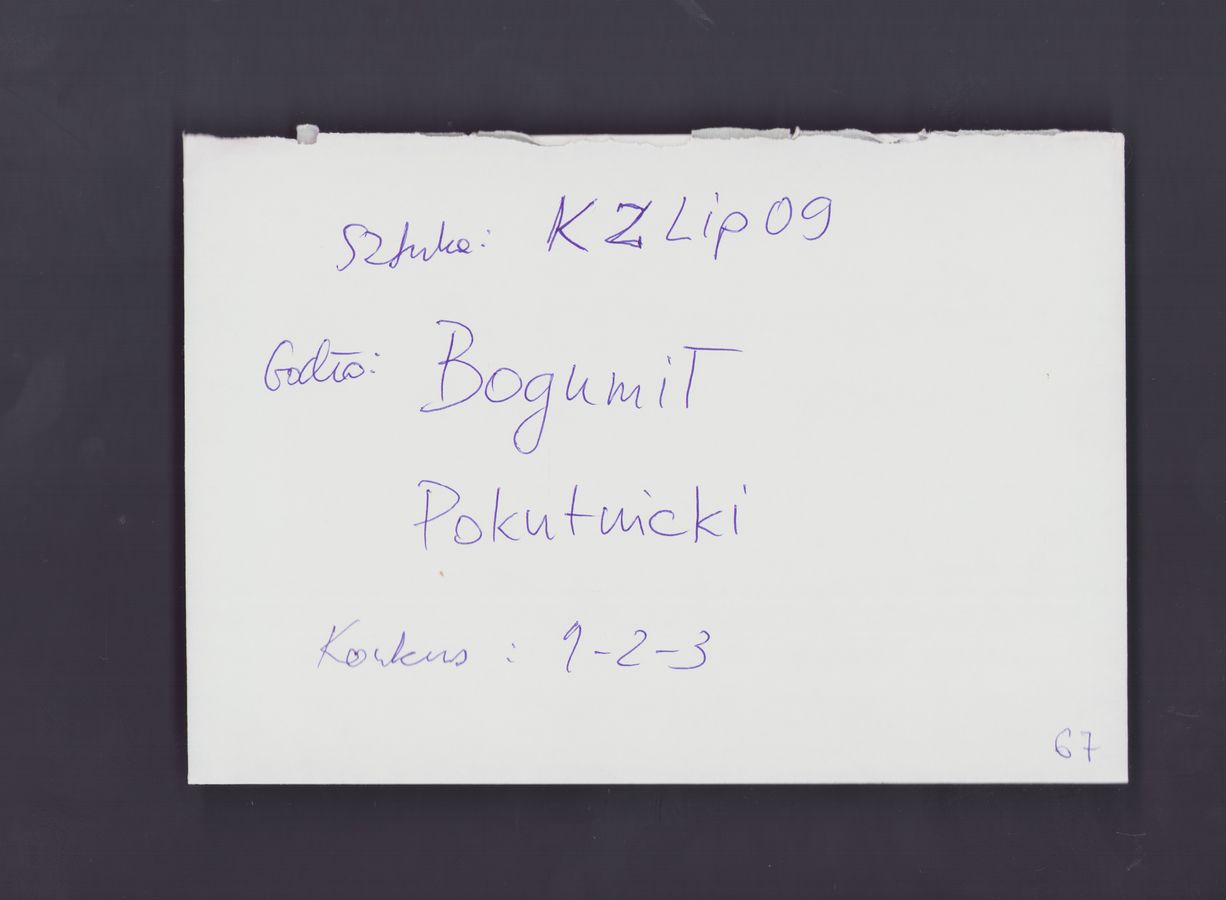 Sztuka: KZLip09
Godło: Bogumił
Pokutnicki
Konkurs : 1-2-3
67